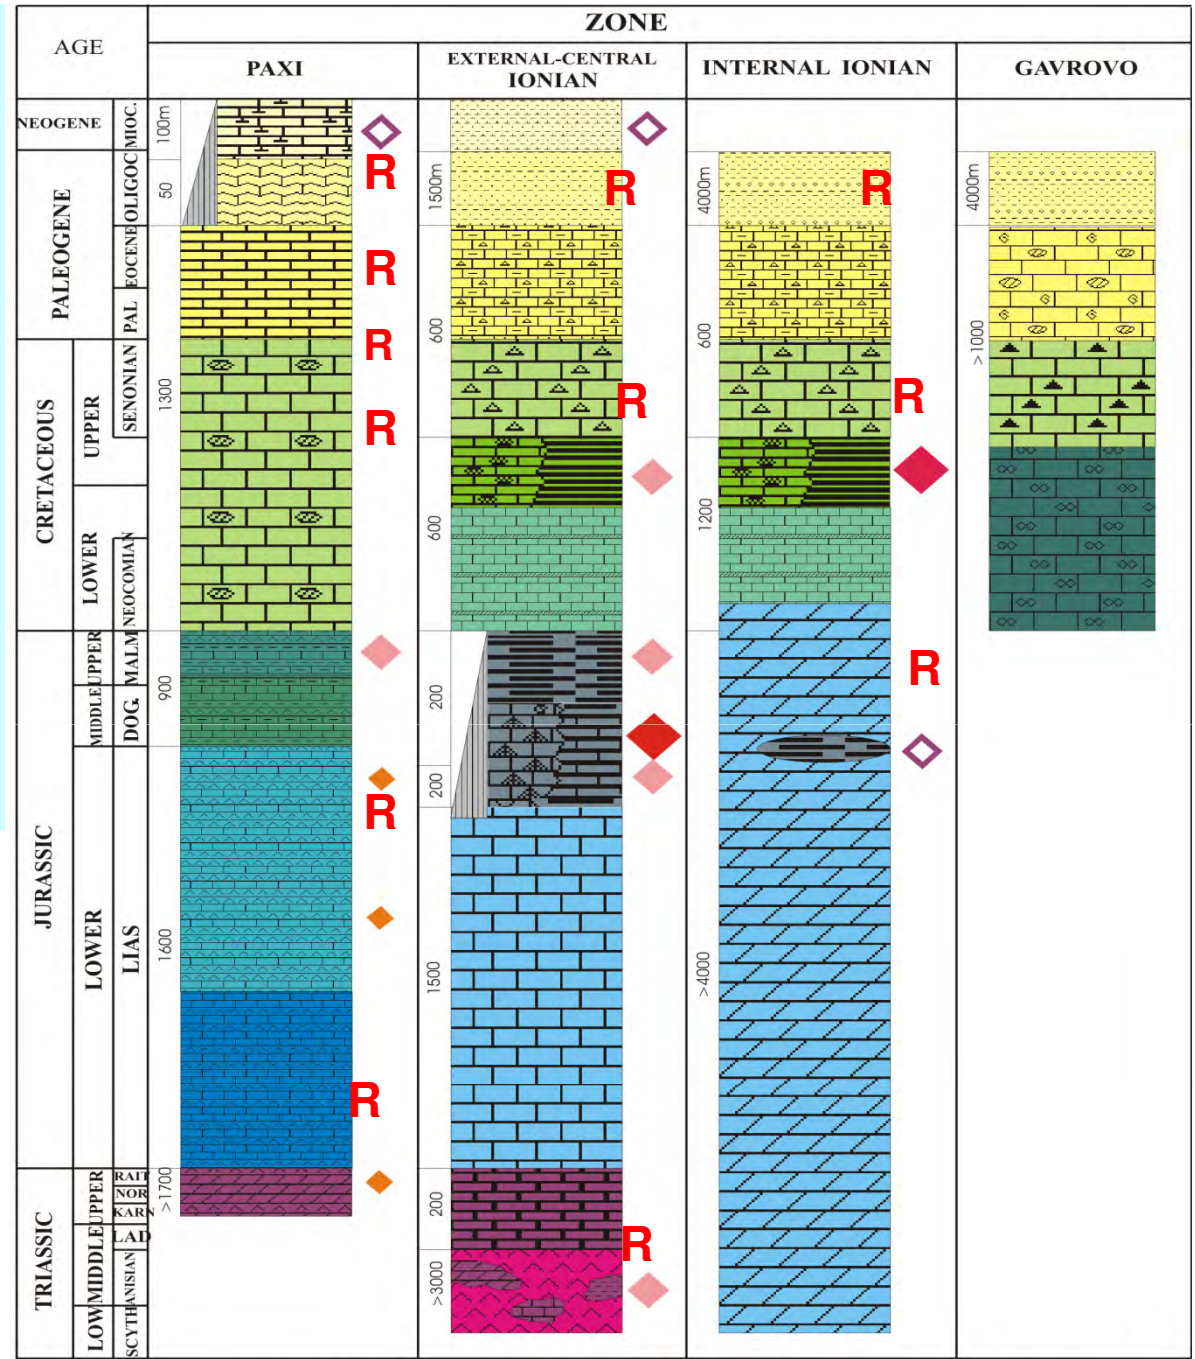 ZONE
AGE
PAXI
EXTERNAL-CENTRAL
IONIAN
INTERNAL IONIAN
GAVROVO
NEOGENE
MIOC.
100m
PALEOGENE
OLIGOC
50
R
1500m
R
4000m
R
4000m
EOCENE
R
PAL
R
600
600
>1000
CRETACEOUS
UPPER
SENONIAN
1300
R
R
R
LOWER
NEOCOMIAN
600
1200
JURASSIC
UPPER
MALM
MIDDLE
DOG.
900
200
R
200
LOWER
LIAS
R
1600
1500
>4000
R
TRIASSIC
UPPER
RAIT
NOR
KARN
>1700
200
MIDDLE
LAD
ANISIAN
R
LOW
SCYTH
>3000